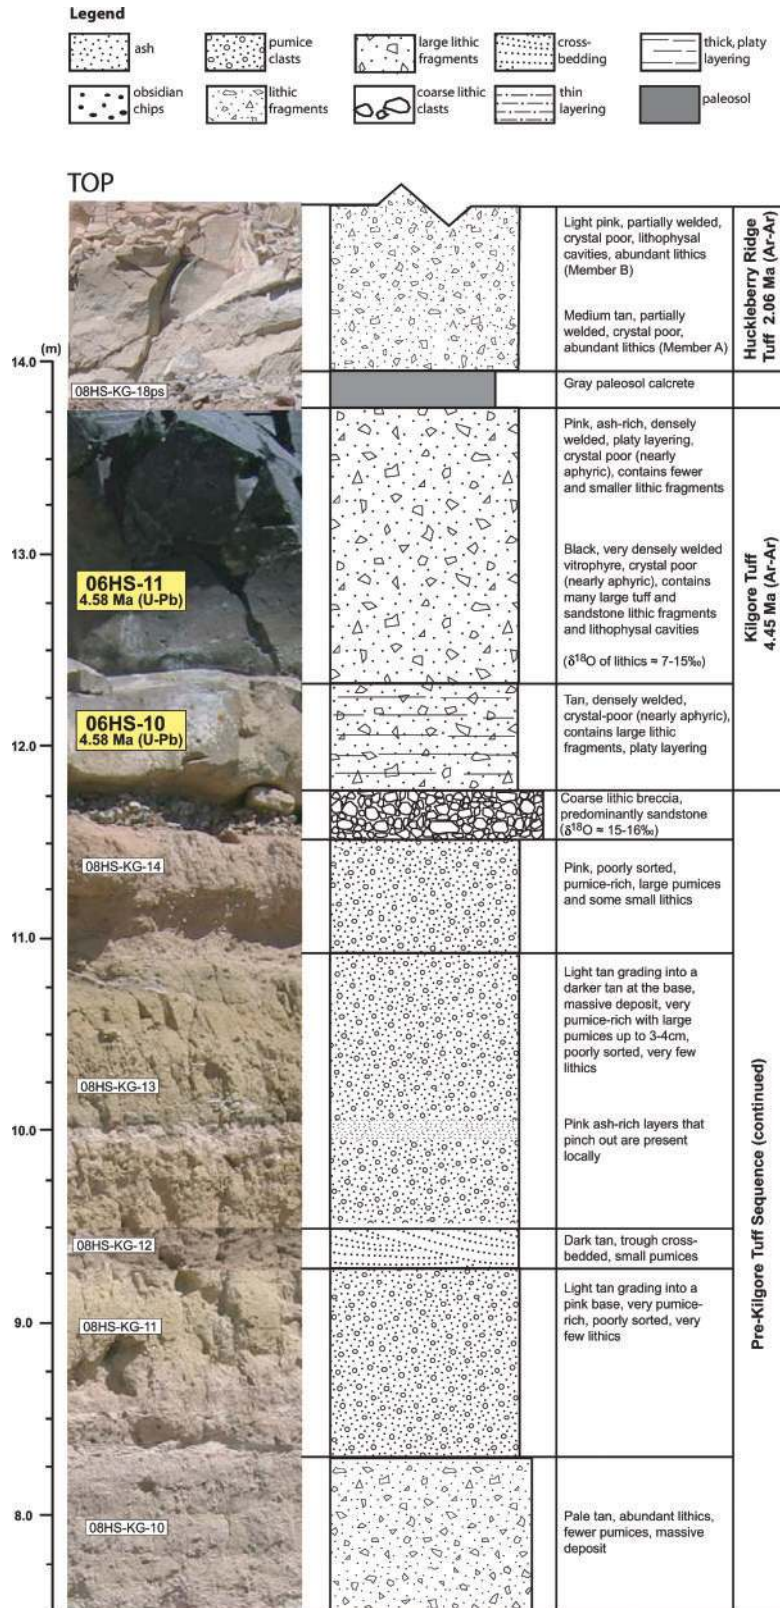 Legend
ash
pumice
clasts
large lithic
fragments
cross-
bedding
thick, platy
layering
obsidian
chips
lithic
fragments
coarse lithic
clasts
thin
layering
paleosol
TOP
(m)
14.0
13.0
12.0
11.0
10.0
9.0
8.0
08HS-KG-18ps
06HS-11
4.58 Ma (U-Pb)
06HS-10
4.58 Ma (U-Pb)
08HS-KG-14
08HS-KG-13
08HS-KG-12
08HS-KG-11
08HS-KG-10
Light pink, partially welded,
crystal poor, lithophysal
cavities, abundant lithics
(Member B)
Medium tan, partially
welded, crystal poor,
abundant lithics (Member A)
Gray paleosol calcrete
Pink, ash-rich, densely
welded, platy layering,
crystal poor (nearly
aphyric), contains fewer
and smaller lithic fragments
Black, very densely welded
vitrophyre, crystal poor
(nearly aphyric), contains
many large tuff and
sandstone lithic fragments
and lithophysal cavities
(δ18O of lithics ≈ 7-15‰)
Tan, densely welded,
crystal-poor (nearly aphyric),
contains large lithic
fragments, platy layering
Coarse lithic breccia,
predominantly sandstone
(δ18O ≈ 15-16‰)
Pink, poorly sorted,
pumice-rich, large pumices
and some small lithics
Light tan grading into a
darker tan at the base,
massive deposit, very
pumice-rich with large
pumices up to 3-4cm,
poorly sorted, very few
lithics
Pink ash-rich layers that
pinch out are present
locally
Dark tan, trough cross-
bedded, small pumices
Light tan grading into a
pink base, very pumice-
rich, poorly sorted, very
few lithics
Pale tan, abundant lithics,
fewer pumices, massive
deposit
Huckleberry Ridge
Tuff 2.06 Ma (Ar-Ar)
Kilgore Tuff
4.45 Ma (Ar-Ar)
Pre-Kilgore Tuff Sequence (continued)